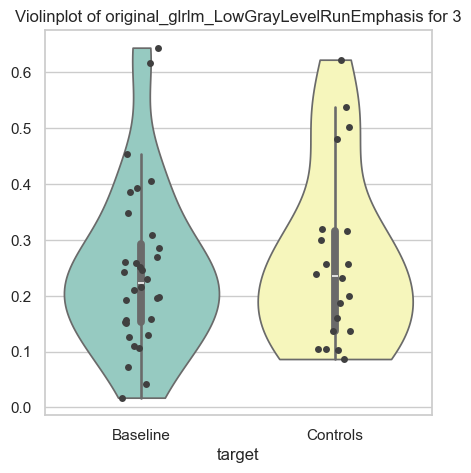 Violinplot of original_glrlm_LowGrayLevelRunEmphasis for 3
0.6
0.5
0.4
0.3
0.2
0.1
0.0
Baseline Controls
target